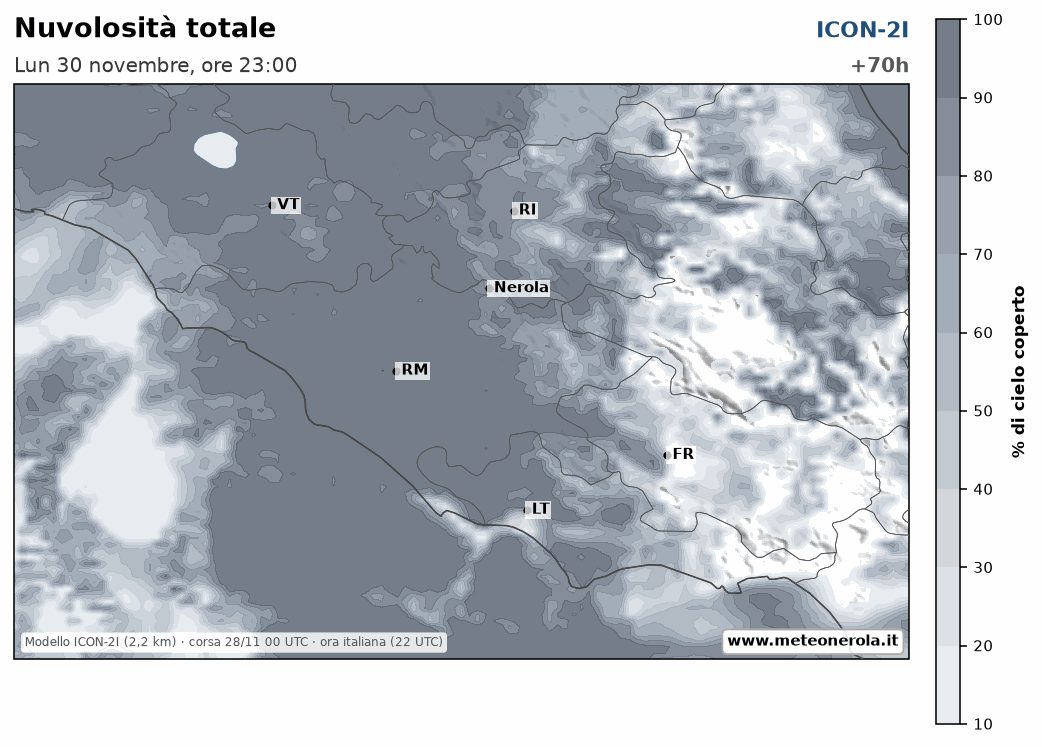 Nuvolosità totale
ICON-2I
Lun 30 novembre, ore 23:00
+70h
100
90
80
70
60
50
40
30
20
10
% di cielo coperto
VT
RI
Nerola
RM
FR
LT
Modello ICON-2I (2,2 km) · corsa 28/11 00 UTC · ora italiana (22 UTC)
www.meteonerola.it